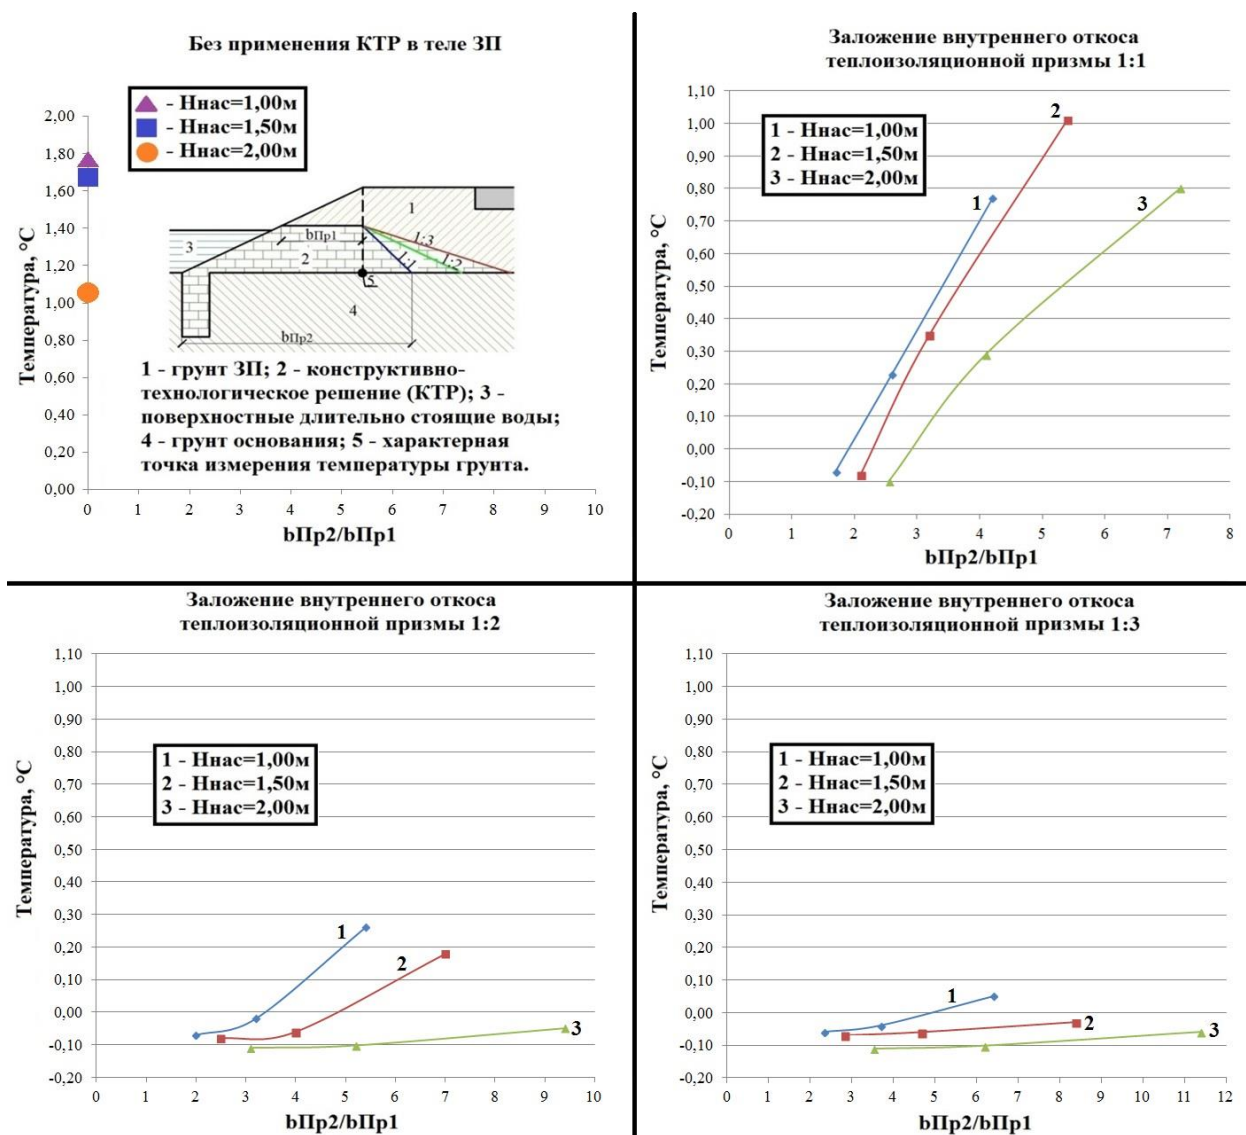 Без применения КТР в теле ЗП
Температура, °C
2,00
1,80
1,60
1,40
1,20
1,00
0,80
0,60
0,40
0,20
0,00
- Ннас=1,00м
- Ннас=1,50м
- Ннас=2,00м
1
3
bПр1
2
1:3
1:2
1:1
5
4
bПр2
1 - грунт ЗП; 2 - конструктивно-
технологическое решение (КТР); 3 -
поверхностные длительно стоящие воды;
4 - грунт основания; 5 - характерная
точка измерения температуры грунта.
0 1 2 3 4 5 6 7 8 9 10
bПр2/bПр1
Заложение внутреннего откоса
теплоизоляционной призмы 1:1
Температура, °C
1,10
1,00
0,90
0,80
0,70
0,60
0,50
0,40
0,30
0,20
0,10
0,00
-0,10
-0,20
1 - Ннас=1,00м
2 - Ннас=1,50м
3 - Ннас=2,00м
1
2
3
0 1 2 3 4 5 6 7 8
bПр2/bПр1
Заложение внутреннего откоса
теплоизоляционной призмы 1:2
Температура, °C
1,10
1,00
0,90
0,80
0,70
0,60
0,50
0,40
0,30
0,20
0,10
0,00
-0,10
-0,20
1 - Ннас=1,00м
2 - Ннас=1,50м
3 - Ннас=2,00м
1
2
3
0 1 2 3 4 5 6 7 8 9 10
bПр2/bПр1
Заложение внутреннего откоса
теплоизоляционной призмы 1:3
Температура, °C
1,10
1,00
0,90
0,80
0,70
0,60
0,50
0,40
0,30
0,20
0,10
0,00
-0,10
-0,20
1 - Ннас=1,00м
2 - Ннас=1,50м
3 - Ннас=2,00м
1
2
3
0 1 2 3 4 5 6 7 8 9 10 11 12
bПр2/bПр1